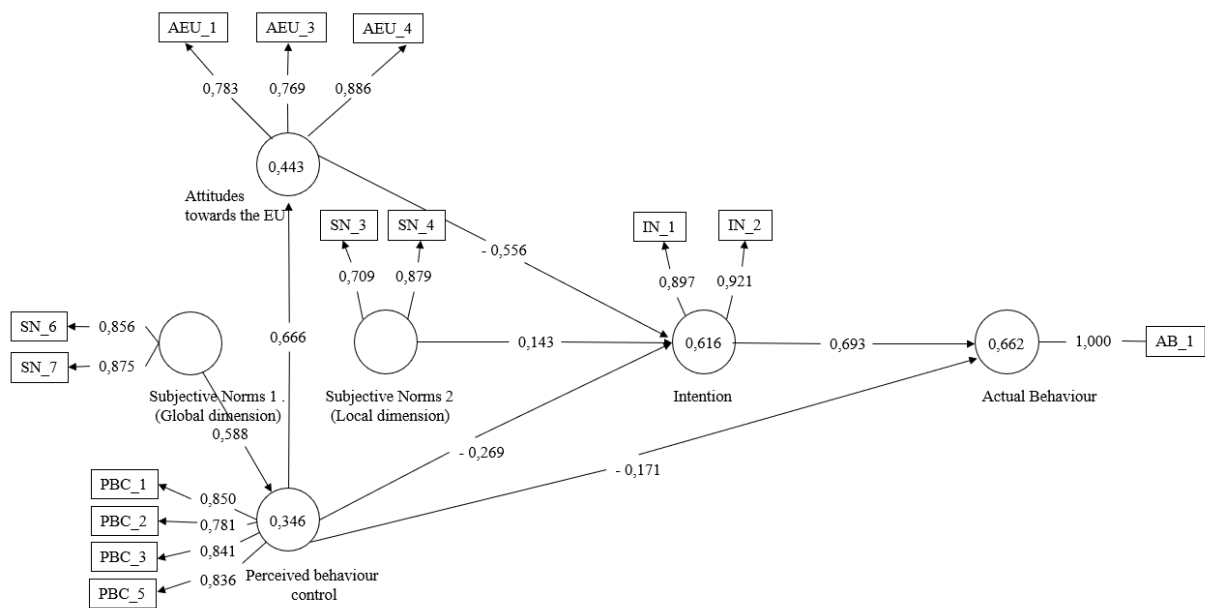 AEU_1
AEU_3
AEU_4
0,783
0,769
0,886
0,443
Attitudes
towards the EU
SN_3
SN_4
IN_1
IN_2
- 0,556
0,709
0,879
0,897
0,921
SN_6
0,856
SN_7
0,875
0,666
0,143
0,616
0,693
0,662
1,000
AB_1
Subjective Norms 1 .
(Global dimension)
Subjective Norms 2
(Local dimension)
Intention
Actual Behaviour
0,588
- 0,269
- 0,171
PBC_1
0,850
PBC_2
0,781
0,346
PBC_3
0,841
PBC_5
0,836
Perceived behaviour
control